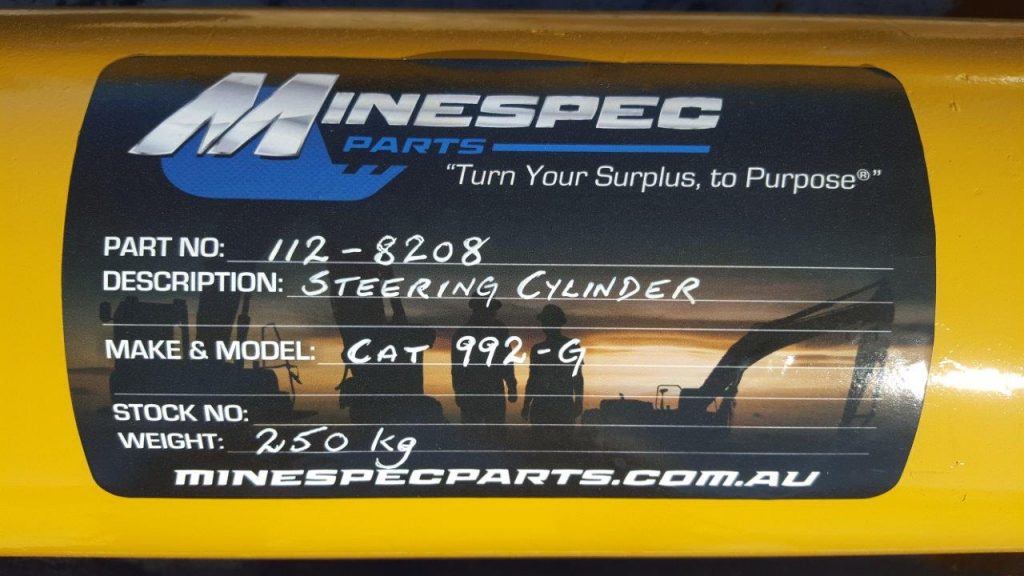 MINESPEC
PARTS
"Turn Your Surplus, to Purpose®"
PART NO: 112-8208
DESCRIPTION: STEERING CYLINDER
MAKE & MODEL: CAT 992-G
STOCK NO:
WEIGHT: 250 kg
MINESPECPARTS.COM.AU